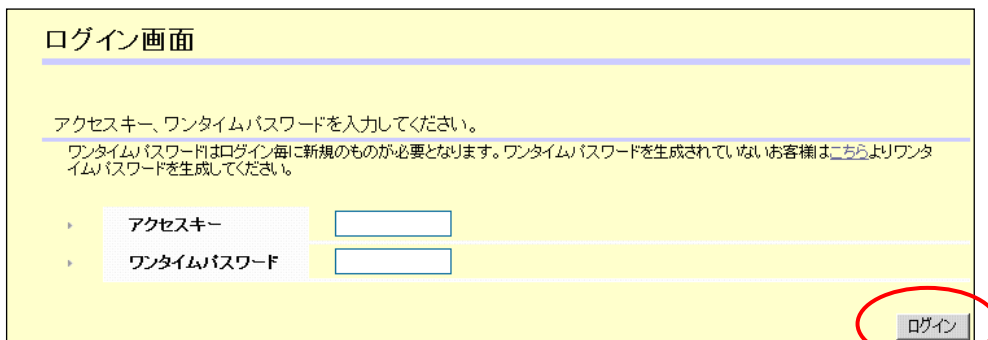 ログイン画面
アクセスキー、ワンタイムパスワードを入力してください。
ワンタイムパスワードはログイン毎に新規のものが必要となります。ワンタイムパスワードを生成されていないお客様はこちらよりワンタ
イムパスワードを生成してください。
アクセスキー
ワンタイムパスワード
ログイン